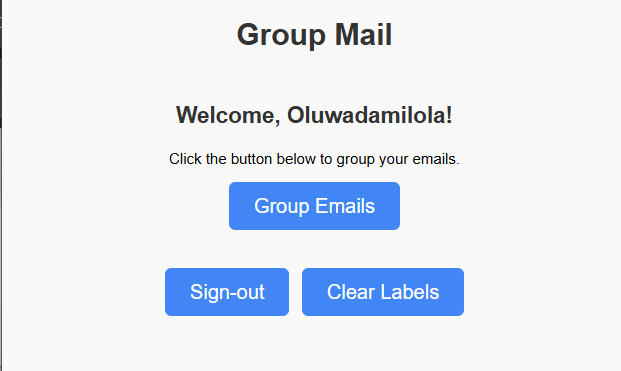 Group Mail
Welcome, Oluwadamilola!
Click the button below to group your emails.
Group Emails
Sign-out Clear Labels